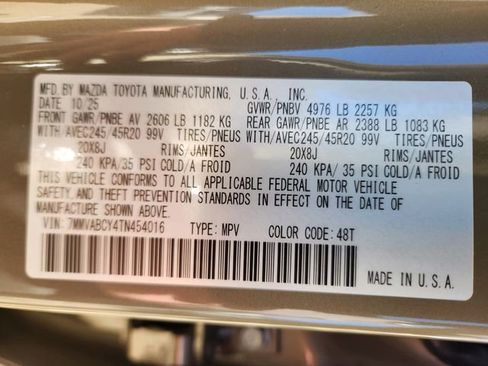 MFD. BY MAZDA TOYOTA MANUFACTURING, U.S.A., INC.
DATE 10/25 GVWR/PNBV 4976 LB 2257 KG
FRONT GAWR/PNBE AV 2606 LB 1182 KG REAR GAWR/PNBE AR 2388 LB 1083 KG
WITH/AVEC245/45R20 99V TIRES/PNEUS WITH/AVEC245/45R20 99V TIRES/PNEUS
20X8J RIMS/JANTES 20X8J RIMS/JANTES
240 KPA/35 PSI COLD/A FROID 240 KPA/ 35 PSI COLD/A FROID
THIS VEHICLE CONFORMS TO ALL APPLICABLE FEDERAL MOTOR VEHICLE
SAFETY AND THEFT PREVENTION STANDARDS IN EFFECT ON THE DATE OF
MANUFACTURE SHOWN ABOVE.
VIN: 7MMVABCY4TN454016 TYPE: MPV COLOR CODE: 48T
MADE IN U.S.A.